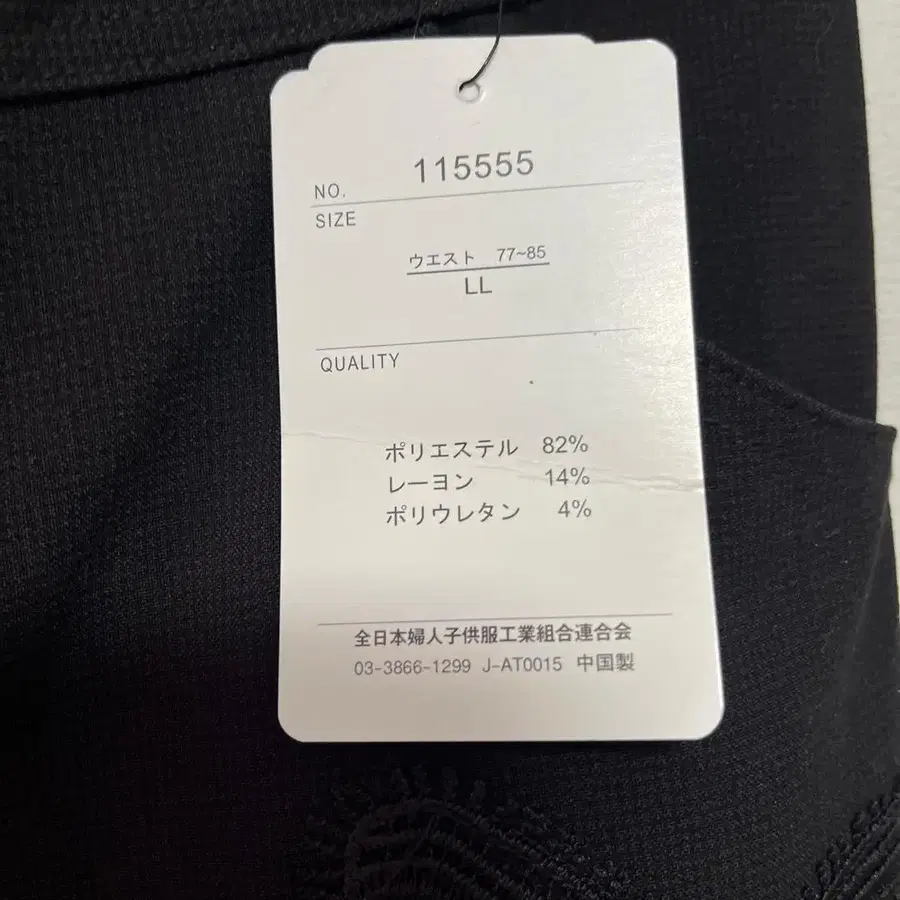 NO. 115555
SIZE
ウエスト 77~85
LL
QUALITY
ポリエステル 82%
レーヨン 14%
ポリウレタン 4%
全日本婦人子供服工業組合連合会
03-3866-1299 J-AT0015 中国製